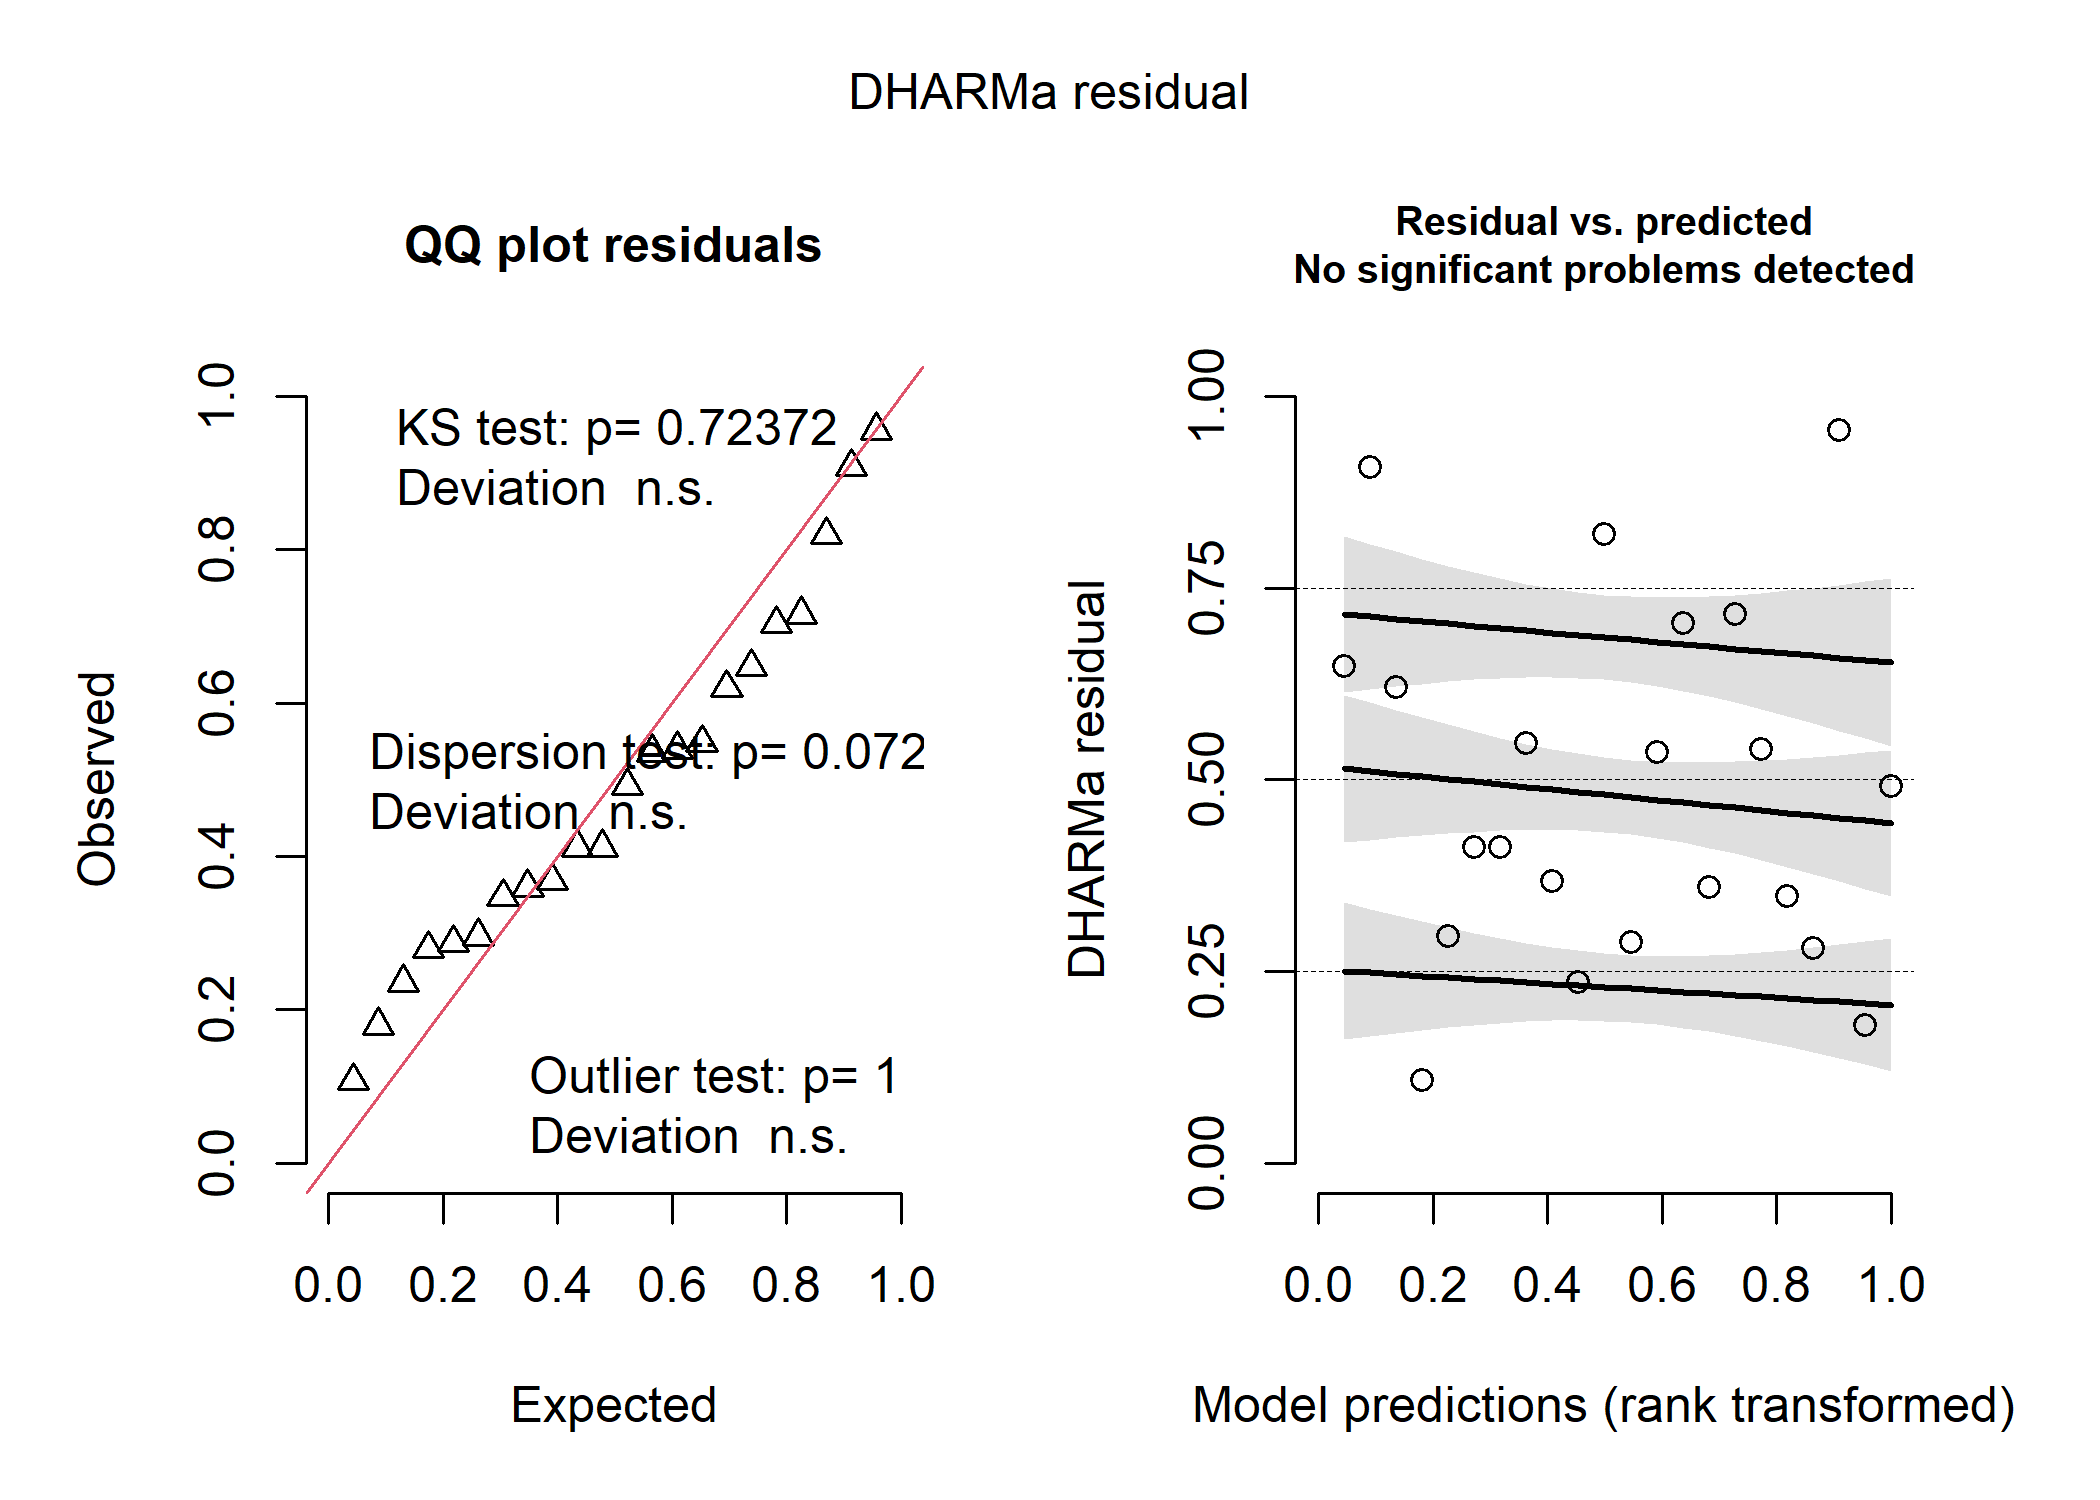 DHARMa residual
QQ plot residuals
KS test: p= 0.72372
Deviation  n.s.
Dispersion test: p= 0.072
Deviation  n.s.
Outlier test: p= 1
Deviation  n.s.
Observed
0.0 0.2 0.4 0.6 0.8 1.0
0.0 0.2 0.4 0.6 0.8 1.0
Expected
Residual vs. predicted
No significant problems detected
DHARMa residual
0.00 0.25 0.50 0.75 1.00
0.0 0.2 0.4 0.6 0.8 1.0
Model predictions (rank transformed)